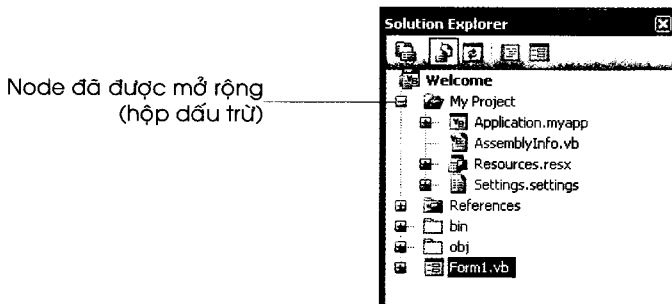 Solution Explorer
Welcome
Node đã được mở rộng
(hộp dấu trừ)
My Project
Application.myapp
AssemblyInfo.vb
Resources.resx
Settings.settings
References
bin
obj
Form1.vb